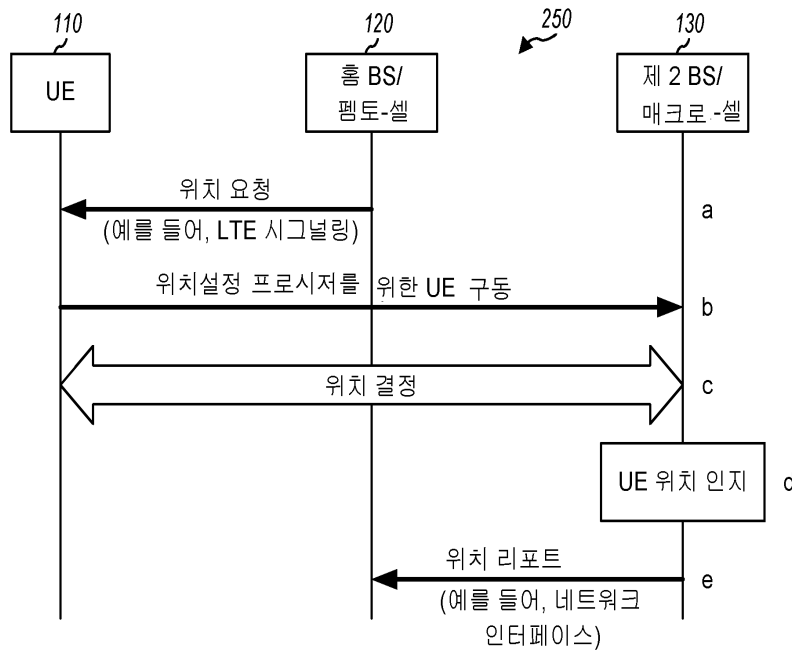 110
120
250
130
UE
홈 BS/
펨토-셀
제 2 BS/
매크로 -셀
위치 요청
(예를 들어, LTE 시그널링)
a
위치설정 프로시저를 위한 UE 구동
b
위치 결정
c
UE 위치 인지
위치 리포트
(예를 들어, 네트워크
인터페이스)
e